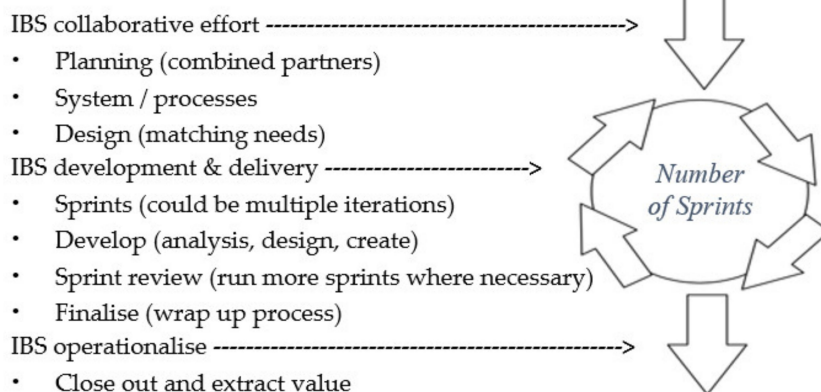 IBS collaborative effort -------------------------------------------->
• Planning (combined partners)
• System / processes
• Design (matching needs)
IBS development & delivery ------------------------->
• Sprints (could be multiple iterations)
• Develop (analysis, design, create)
• Sprint review (run more sprints where necessary)
• Finalise (wrap up process)
IBS operationalise -------------------------------------------------->
• Close out and extract value
Number
of Sprints